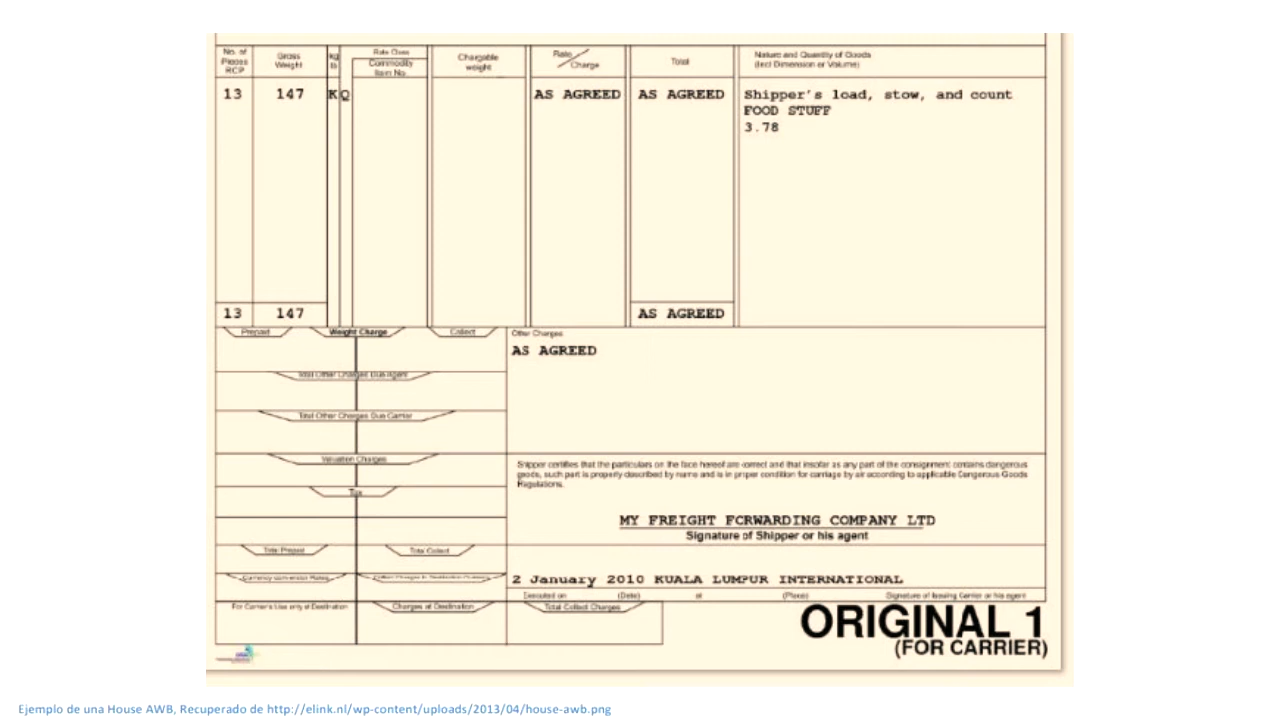 No. of Pieces RCP
Gross Weight
kg lb
Rate Class
Commodity Item No.
Chargable weight
Rate / Charge
Total
Nature and Quantity of Goods
(incl Dimension or Volume)
13 147 K Q AS AGREED AS AGREED Shipper's load, stow, and count
FOOD STUFF
3.78
13 147 AS AGREED
Prepaid Weight Charge Collect Other Charges
AS AGREED
Total Other Charges Due Agent
Total Other Charges Due Carrier
Valuation Charges
Tax
Shipper certifies that the particulars on the face hereof are correct and that insofar as any part of the consignment contains dangerous
goods, such part is properly described by name and is in proper condition for carriage by air according to applicable Dangerous Goods
Regulations.
MY FREIGHT FORWARDING COMPANY LTD
Signature of Shipper or his agent
Total Prepaid Total Collect
Currency Conversion Rates
2 January 2010 KUALA LUMPUR INTERNATIONAL
Executed on (Date) at (Place) Signature of Issuing Carrier or his agent
For Carrier's Use only at Destination Charges at Destination Total Collect Charges
ORIGINAL 1
(FOR CARRIER)
Ejemplo de una House AWB, Recuperado de http://elink.nl/wp-content/uploads/2013/04/house-awb.png